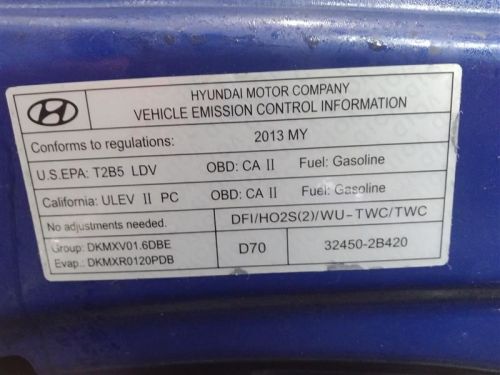 HYUNDAI MOTOR COMPANY
VEHICLE EMISSION CONTROL INFORMATION
Conforms to regulations: 2013 MY
U.S.EPA: T2B5 LDV OBD: CA II Fuel: Gasoline
California: ULEV II PC OBD: CA II Fuel: Gasoline
No adjustments needed. DFI/HO2S(2)/WU-TWC/TWC
Group: DKMXV01.6DBE D70 32450-2B420
Evap.: DKMXR0120PDB